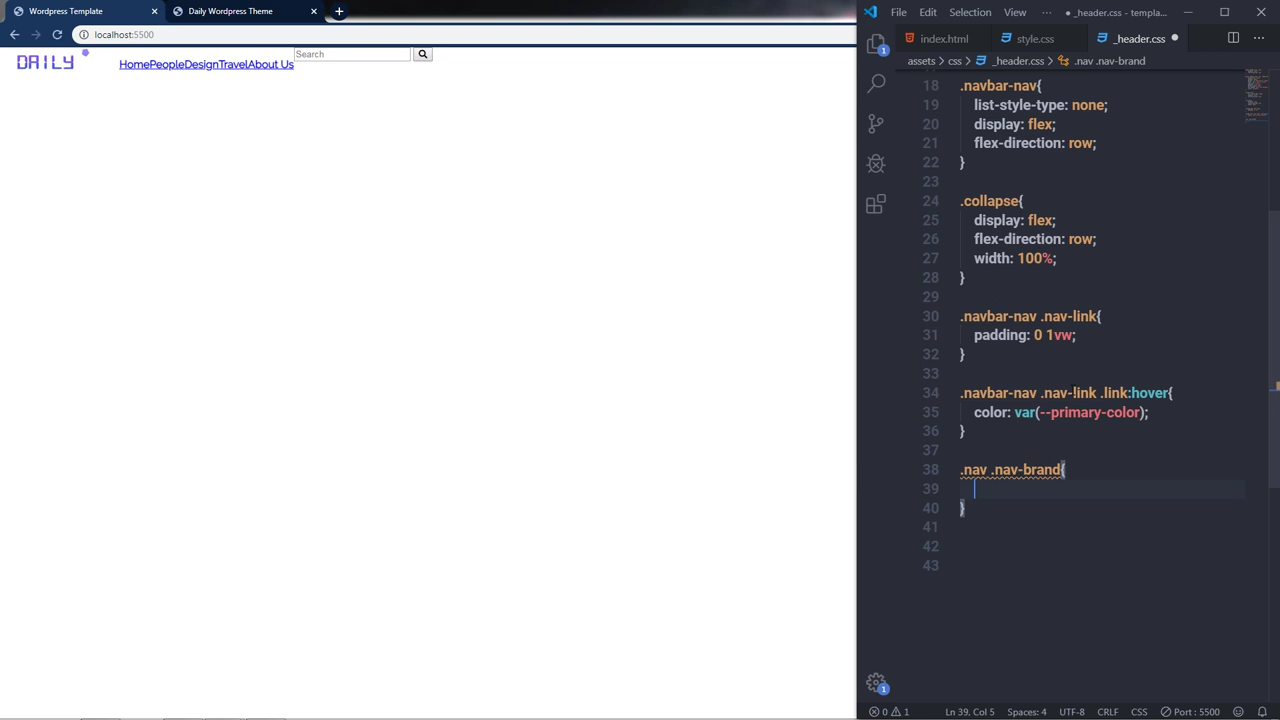 Wordpress Template
Daily Wordpress Theme
localhost:5500
DAILY
HomePeopleDesignTravelAbout Us
Search
File Edit Selection View ··· ● _header.css - templa...
index.html style.css _header.css
assets > css > _header.css > .nav .nav-brand
18 .navbar-nav{
19 list-style-type: none;
20 display: flex;
21 flex-direction: row;
22 }
23
24 .collapse{
25 display: flex;
26 flex-direction: row;
27 width: 100%;
28 }
29
30 .navbar-nav .nav-link{
31 padding: 0 1vw;
32 }
33
34 .navbar-nav .nav-link .link:hover{
35 color: var(--primary-color);
36 }
37
38 .nav .nav-brand{
39
40 }
41
42
43
1
1
0 1 Ln 39, Col 5 Spaces: 4 UTF-8 CRLF CSS Port : 5500